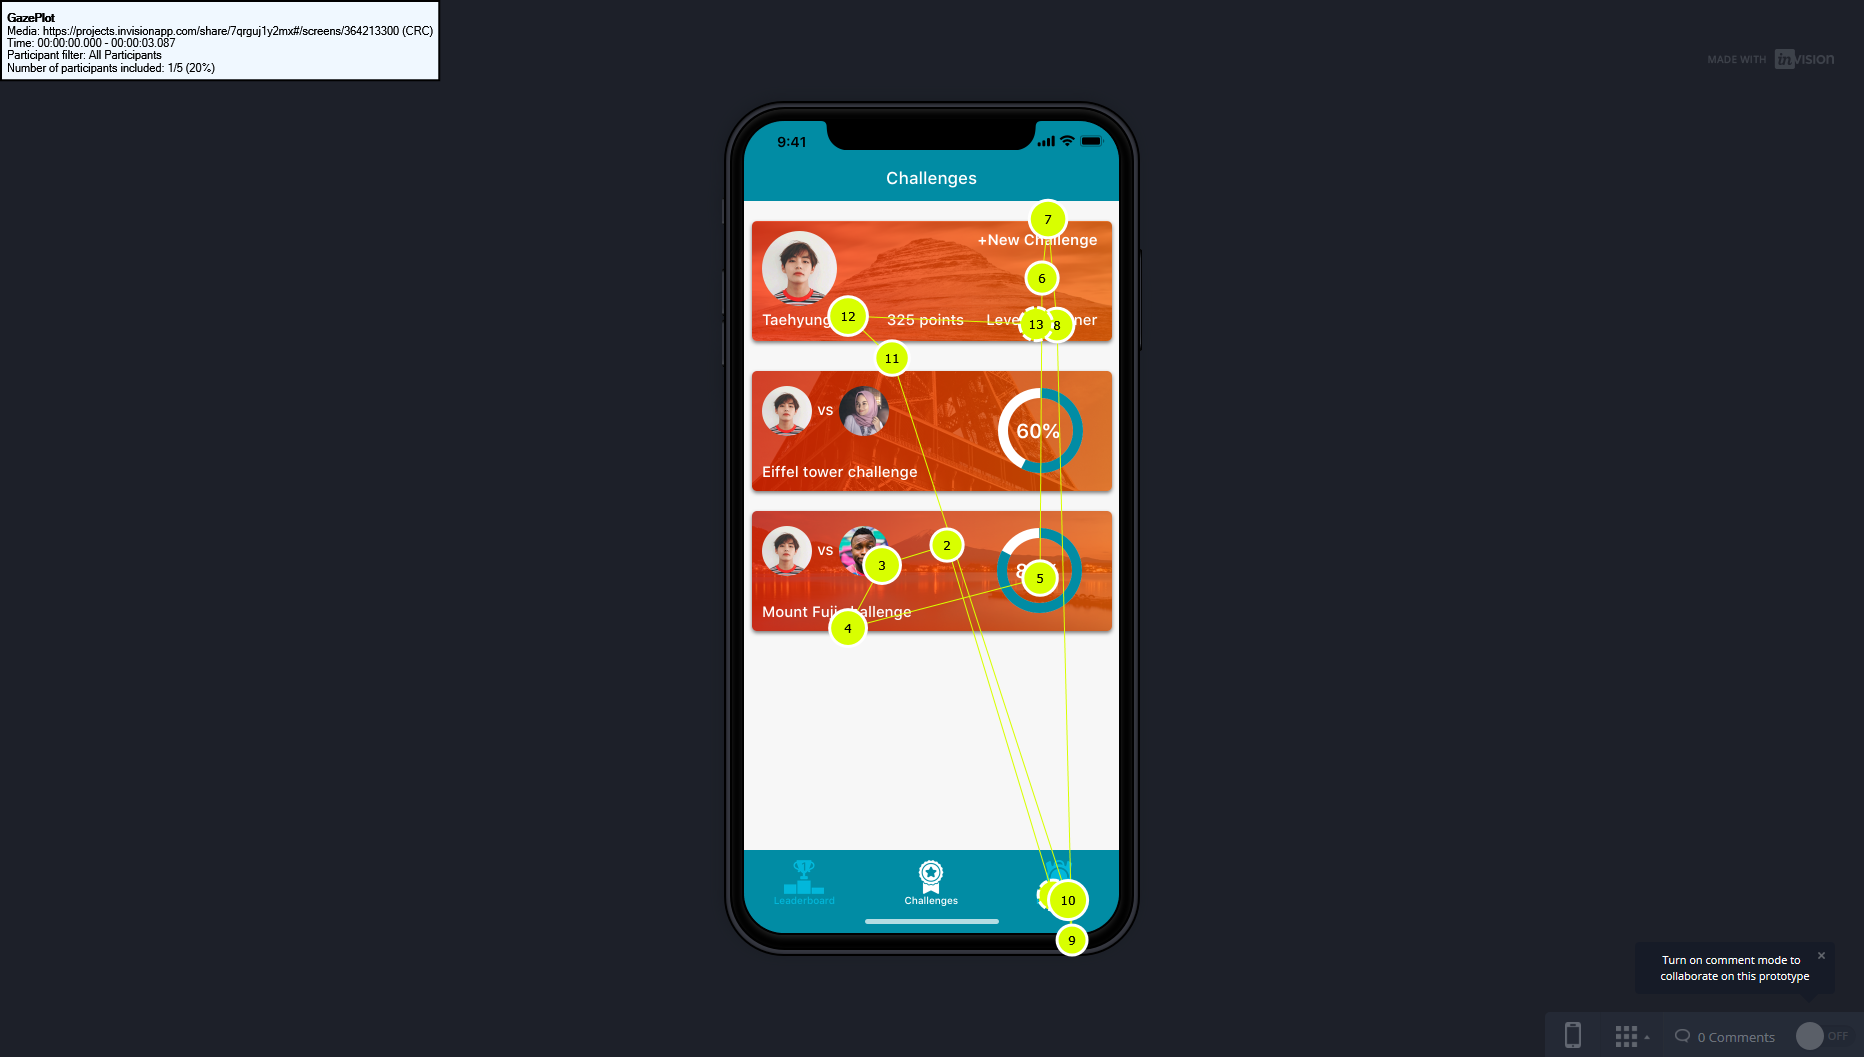 GazePlot
Media: https://projects.invisionapp.com/share/7qrguj1y2mx#/screens/364213300 (CRC)
Time: 00:00:00.000 - 00:00:03.087
Participant filter: All Participants
Number of participants included: 1/5 (20%)
MADE WITH invision
9:41
Challenges
7
+New Challenge
6
Taehyung 12 325 points 13 8
11
VS
60%
Eiffel tower challenge
VS 3 2
5
Mount Fuji challenge
4
1
Leaderboard
Challenges
10
9
Turn on comment mode to
collaborate on this prototype
0 Comments OFF